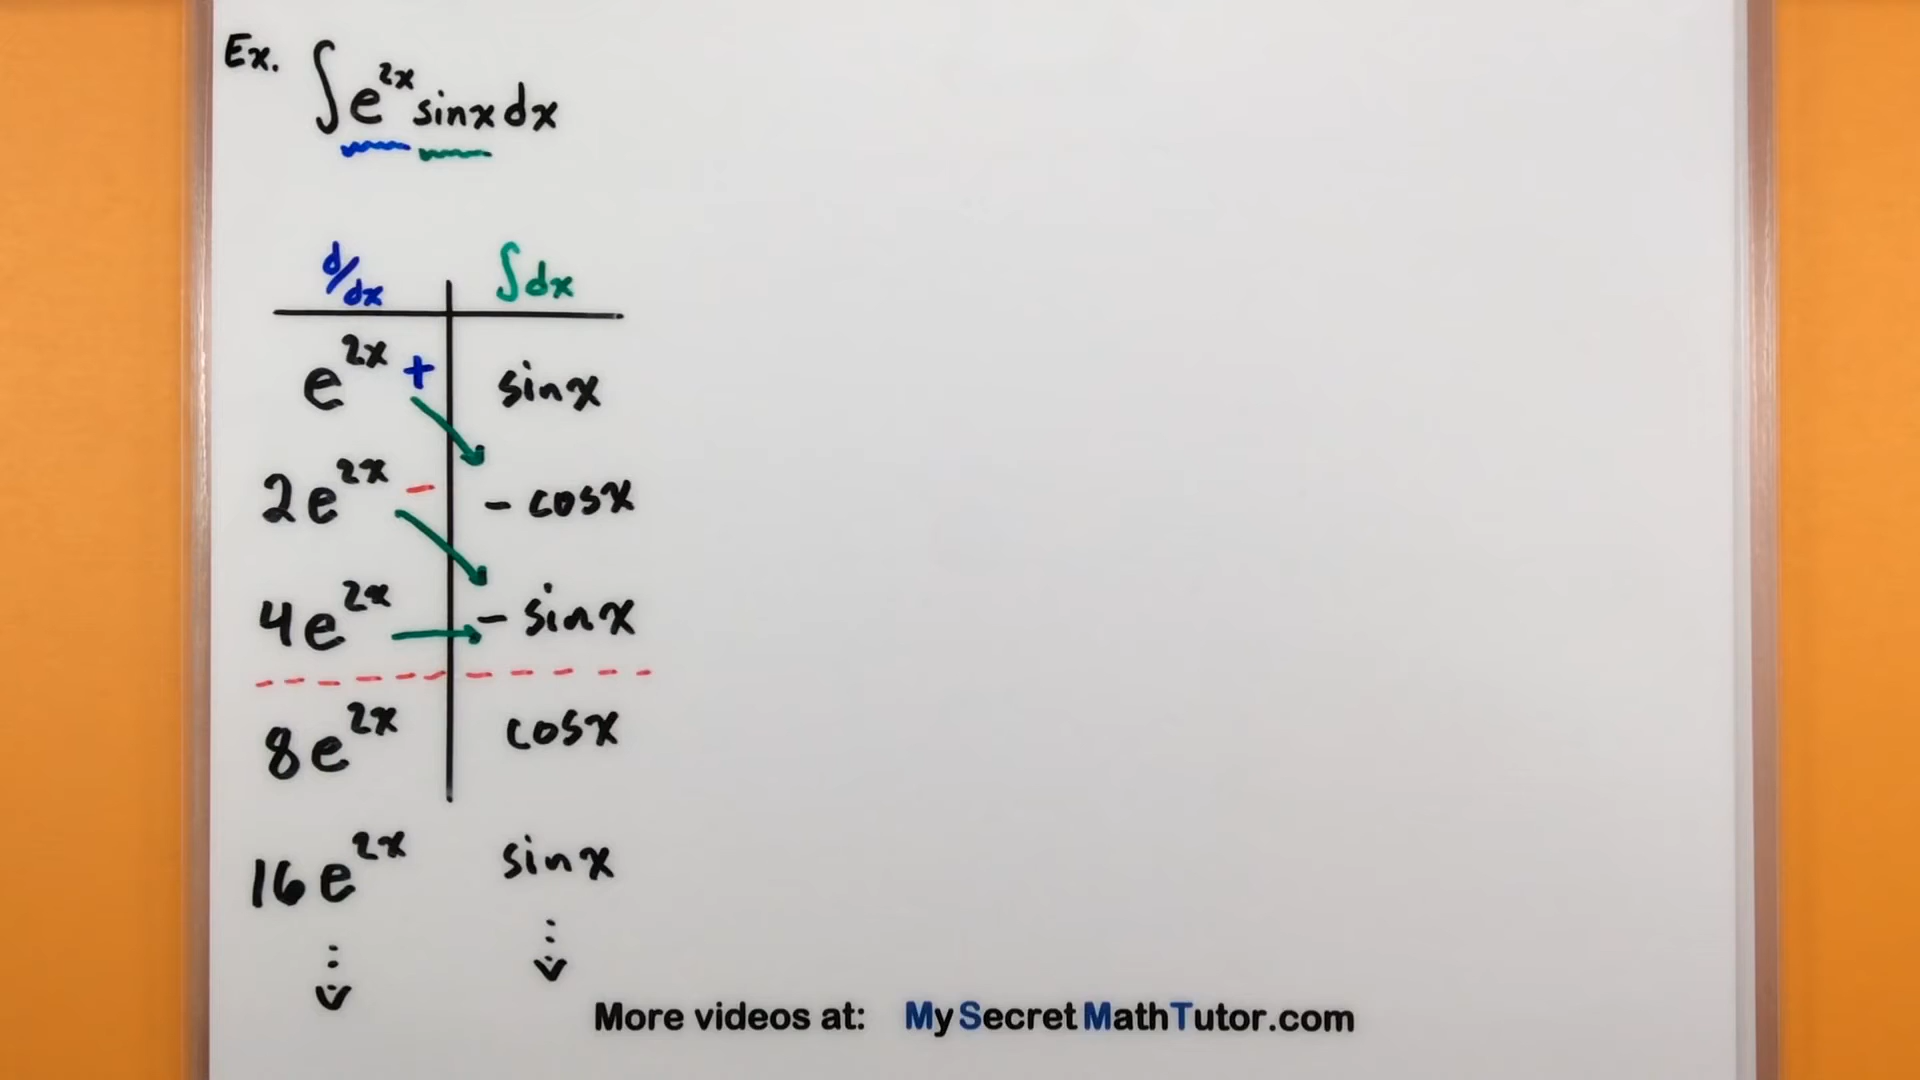 Ex. ∫e^{2x} sinx dx
d/dx ∫dx
e^{2x} + sinx
2e^{2x} - - cosx
4e^{2x} - sinx
8e^{2x} cosx
16e^{2x} sinx
More videos at: MySecretMathTutor.com